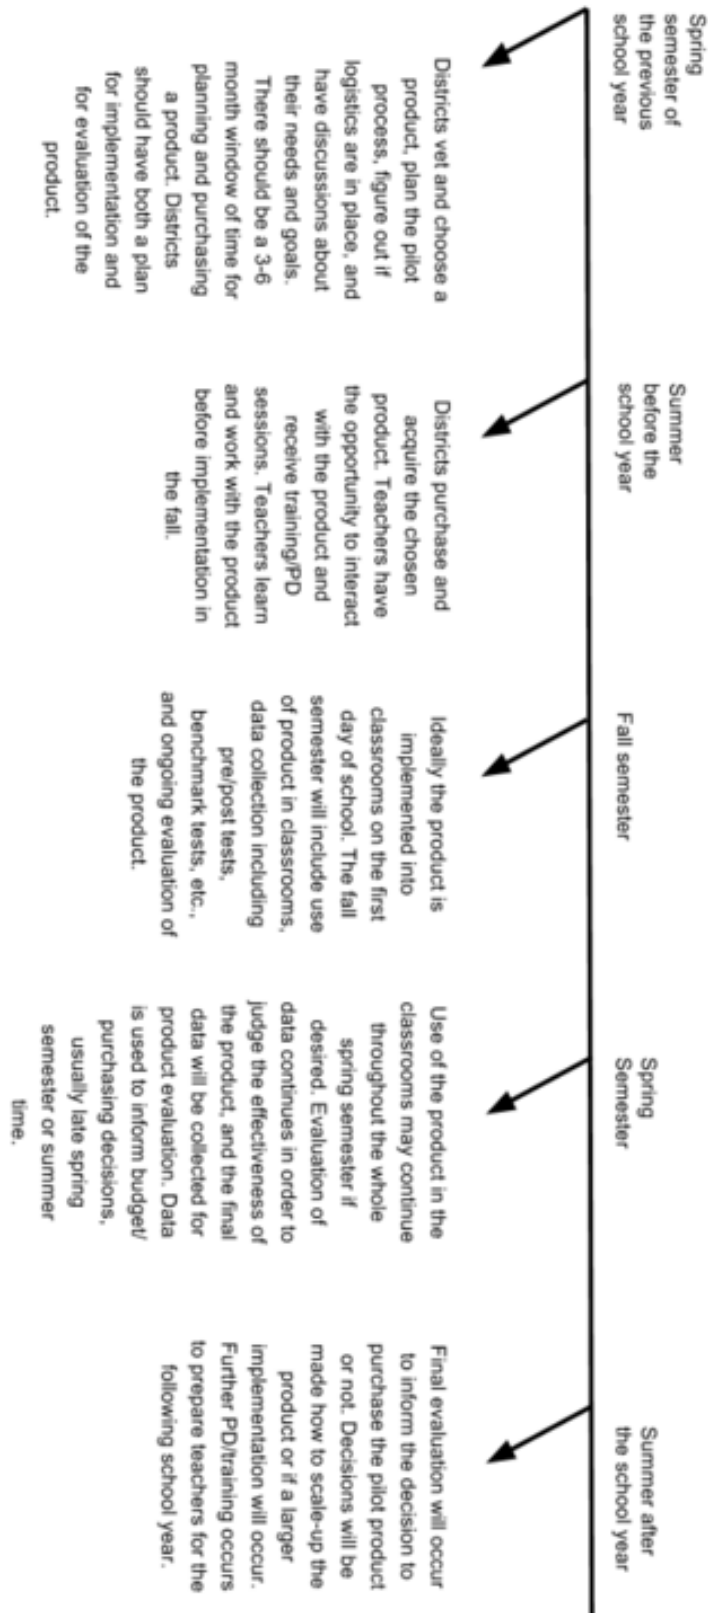 Spring
semester of
the previous
school year
Districts vet and choose a
product, plan the pilot
process, figure out if
logistics are in place, and
have discussions about
their needs and goals.
There should be a 3-6
month window of time for
planning and purchasing
a product. Districts
should have both a plan
for implementation and
for evaluation of the
product.
Summer
before the
school year
Districts purchase and
acquire the chosen
product. Teachers have
the opportunity to interact
with the product and
receive training/PD
sessions. Teachers learn
and work with the product
before implementation in
the fall.
Fall semester
Ideally the product is
implemented into
classrooms on the first
day of school. The fall
semester will include use
of product in classrooms,
data collection including
pre/post tests,
benchmark tests, etc.,
and ongoing evaluation of
the product.
Spring
Semester
Use of the product in the
classrooms may continue
throughout the whole
spring semester if
desired. Evaluation of
data continues in order to
judge the effectiveness of
the product, and the final
data will be collected for
product evaluation. Data
is used to inform budget/
purchasing decisions,
usually late spring
semester or summer
time.
Summer after
the school year
Final evaluation will occur
to inform the decision to
purchase the pilot product
or not. Decisions will be
made how to scale-up the
product or if a larger
implementation will occur.
Further PD/training occurs
to prepare teachers for the
following school year.